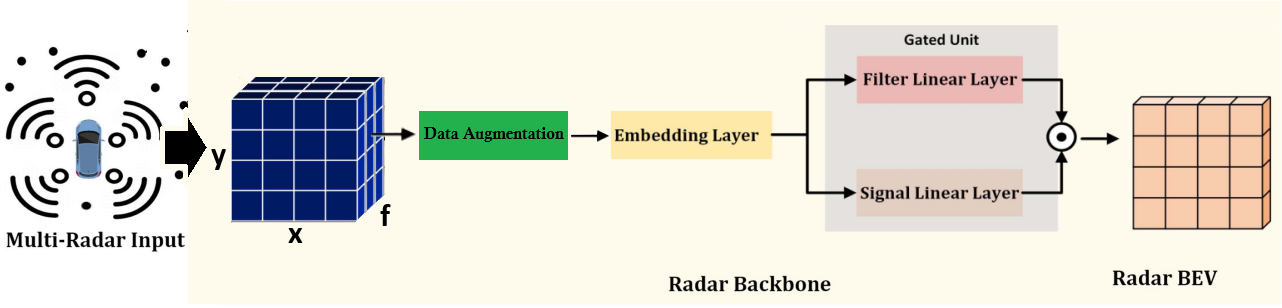 Multi-Radar Input
y
x
f
Data Augmentation
Embedding Layer
Gated Unit
Filter Linear Layer
Signal Linear Layer
Radar Backbone
Radar BEV